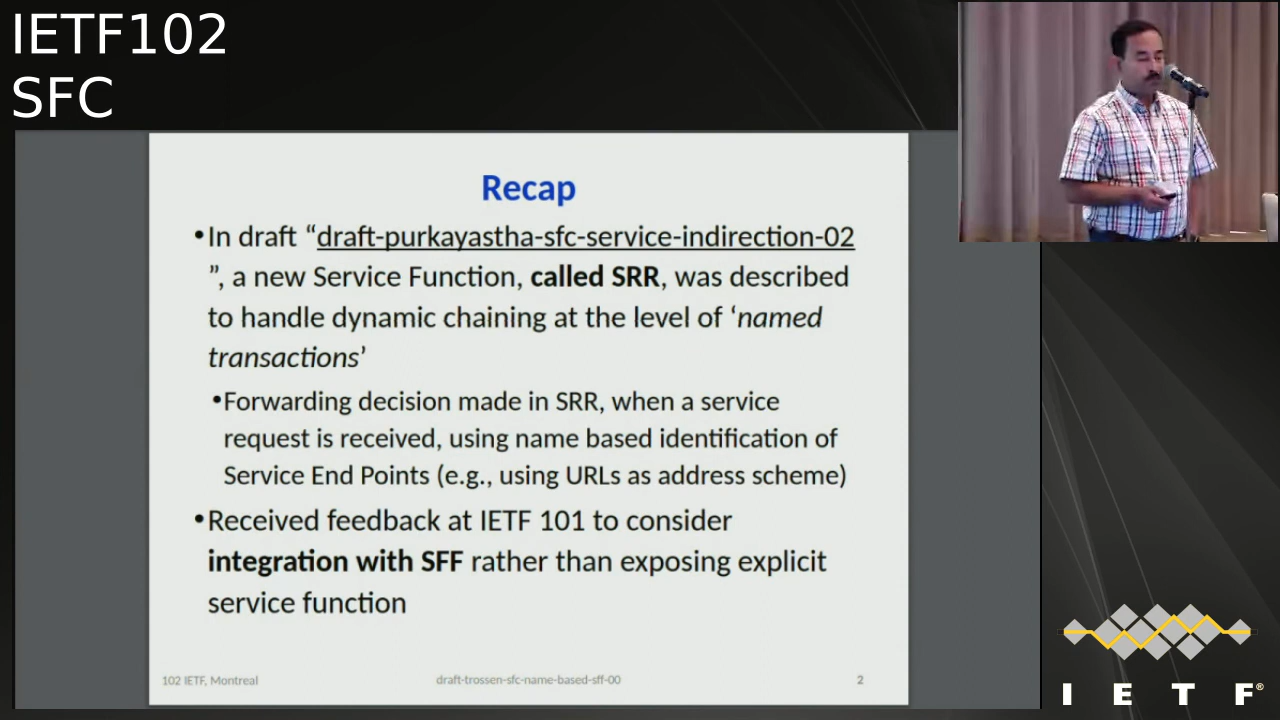 IETF102
SFC
Recap
•In draft “draft-purkayastha-sfc-service-indirection-02
”, a new Service Function, called SRR, was described
to handle dynamic chaining at the level of ‘named
transactions’
•Forwarding decision made in SRR, when a service
request is received, using name based identification of
Service End Points (e.g., using URLs as address scheme)
•Received feedback at IETF 101 to consider
integration with SFF rather than exposing explicit
service function
102 IETF, Montreal
draft-trossen-sfc-name-based-sff-00
2
I E T F®